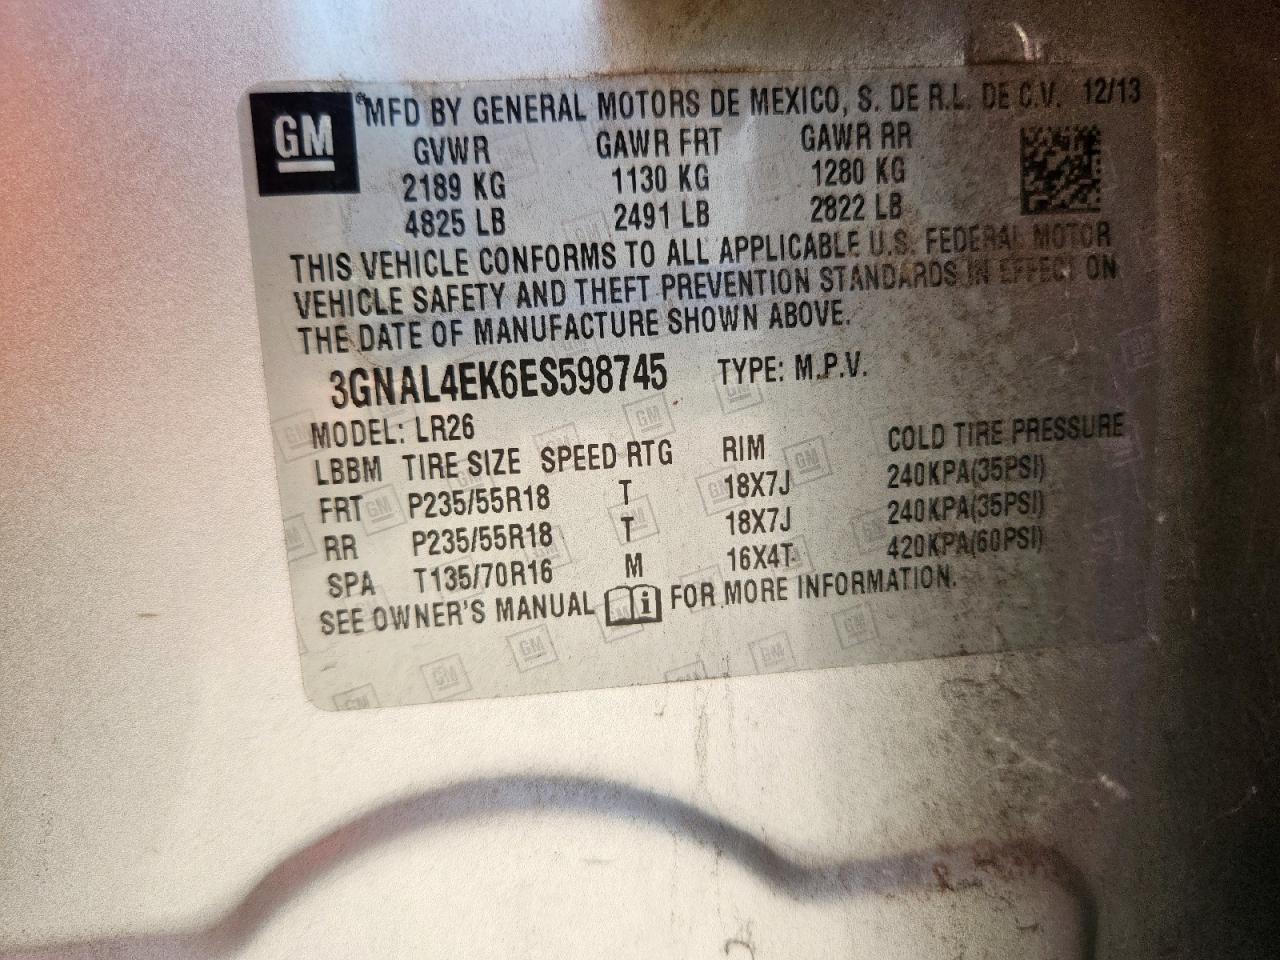 GM
MFD BY GENERAL MOTORS DE MEXICO, S. DE R.L. DE C.V. 12/13
GVWR GAWR FRT GAWR RR
2189 KG 1130 KG 1280 KG
4825 LB 2491 LB 2822 LB
THIS VEHICLE CONFORMS TO ALL APPLICABLE U.S. FEDERAL MOTOR
VEHICLE SAFETY AND THEFT PREVENTION STANDARDS IN EFFECT ON
THE DATE OF MANUFACTURE SHOWN ABOVE.
3GNAL4EK6ES598745 TYPE: M.P.V.
MODEL: LR26
LBBM TIRE SIZE SPEED RTG RIM COLD TIRE PRESSURE
FRT P235/55R18 T 18X7J 240KPA(35PSI)
RR P235/55R18 T 18X7J 240KPA(35PSI)
SPA T135/70R16 M 16X4T 420KPA(60PSI)
SEE OWNER'S MANUAL FOR MORE INFORMATION.